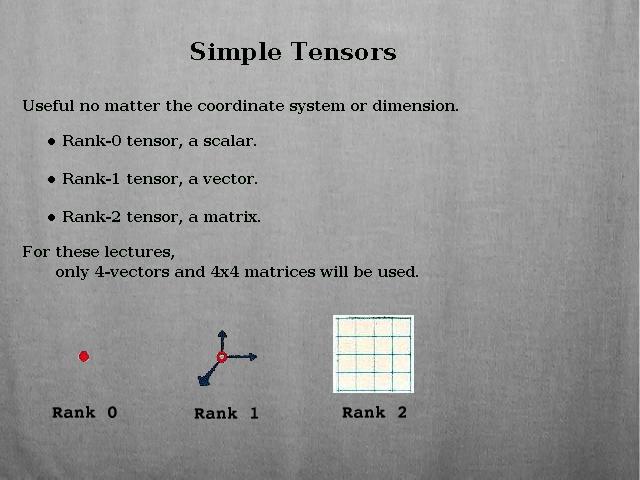 Simple Tensors
Useful no matter the coordinate system or dimension.
● Rank-0 tensor, a scalar.
● Rank-1 tensor, a vector.
● Rank-2 tensor, a matrix.
For these lectures,
only 4-vectors and 4x4 matrices will be used.
Rank 0 Rank 1 Rank 2